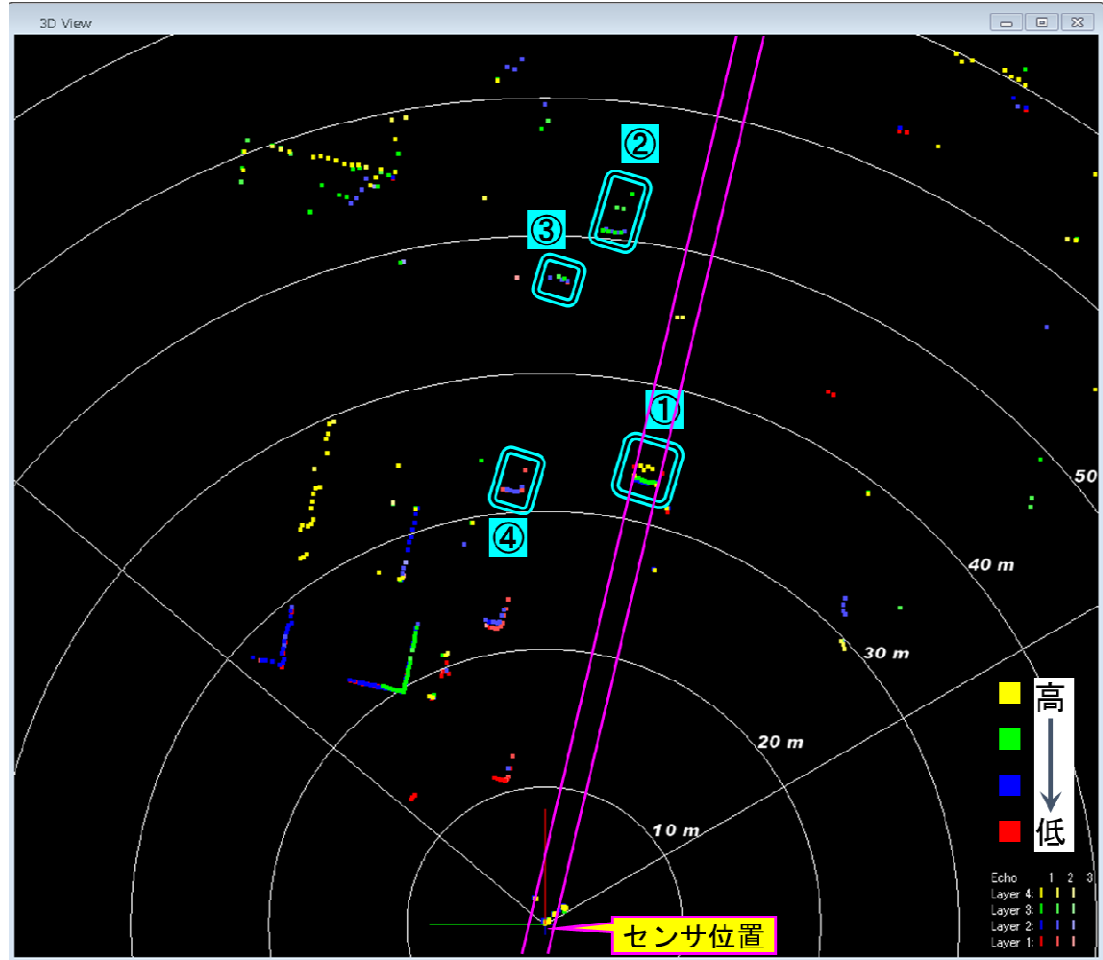 3D View
②
③
①
50
④
40 m
30 m
高
20 m
低
10 m
Echo 1 2 3
Layer 4:
Layer 3:
Layer 2:
Layer 1:
センサ位置